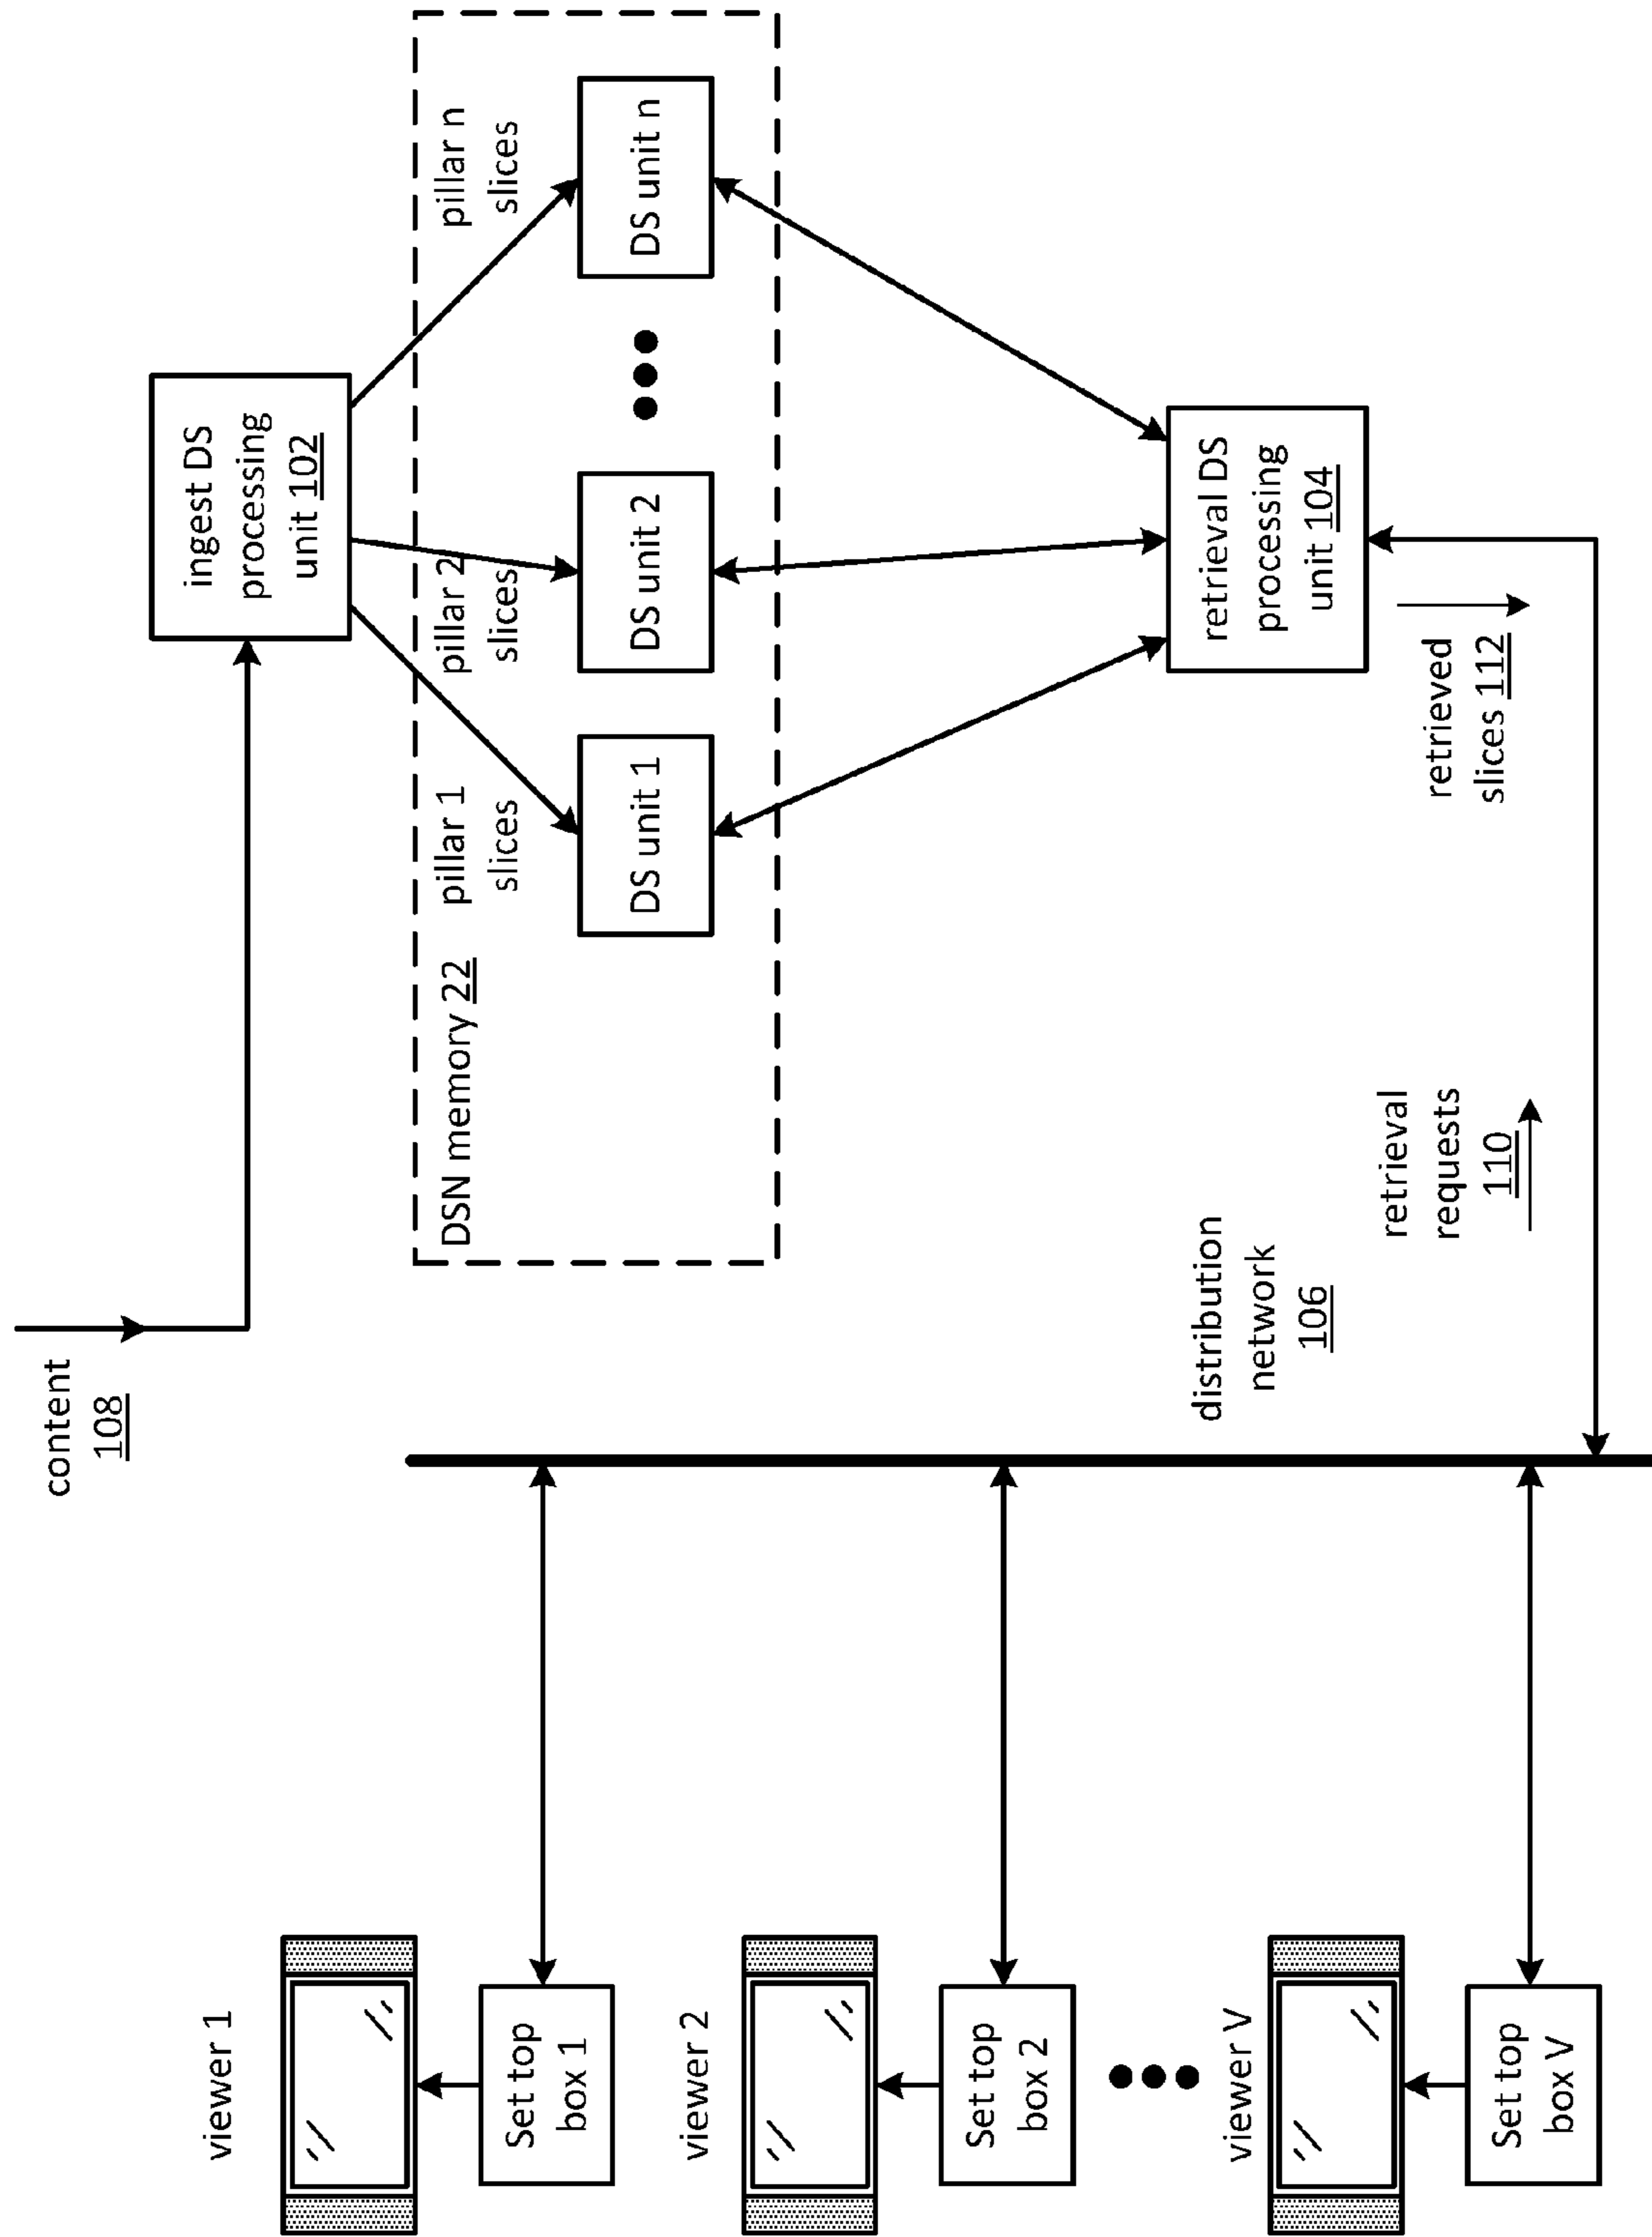 content
108
ingest DS
processing
unit 102
DSN memory 22
pillar 1
slices
pillar 2
slices
pillar n
slices
DS unit 1
DS unit 2
DS unit n
viewer 1
Set top
box 1
viewer 2
Set top
box 2
viewer V
Set top
box V
distribution
network
106
retrieval DS
processing
unit 104
retrieval
requests
110
retrieved
slices 112